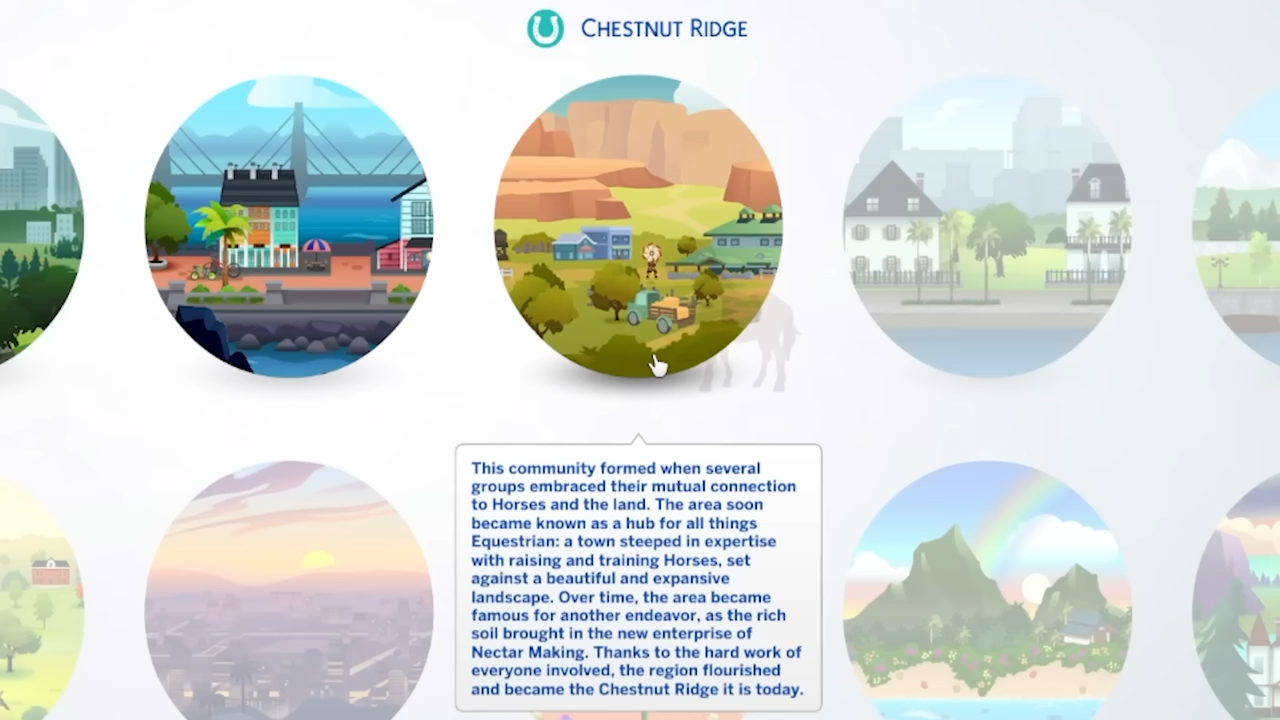 CHESTNUT RIDGE
This community formed when several
groups embraced their mutual connection
to Horses and the land. The area soon
became known as a hub for all things
Equestrian: a town steeped in expertise
with raising and training Horses, set
against a beautiful and expansive
landscape. Over time, the area became
famous for another endeavor, as the rich
soil brought in the new enterprise of
Nectar Making. Thanks to the hard work of
everyone involved, the region flourished
and became the Chestnut Ridge it is today.